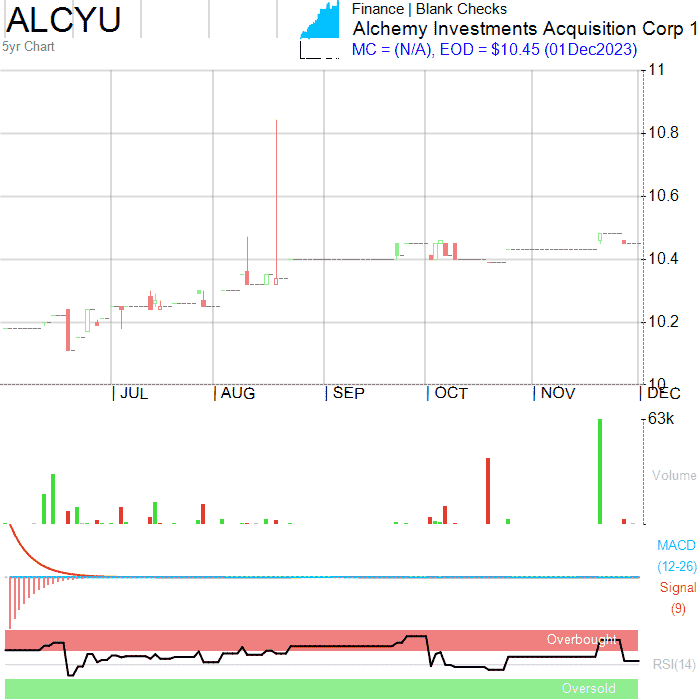 ALCYU
Finance | Blank Checks
Alchemy Investments Acquisition Corp 1
5yr Chart
MC = (N/A), EOD = $10.45 (01Dec2023)
11
10.8
10.6
10.4
10.2
10
JUL
AUG
SEP
OCT
NOV
DEC
63k
Volume
MACD
(12-26)
Signal
(9)
Overbought
RSI(14)
Oversold